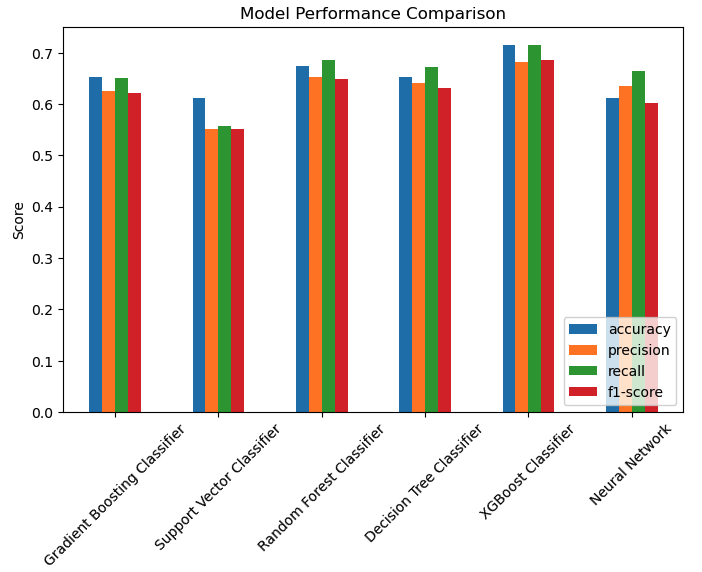 Model Performance Comparison
0.7
0.6
0.5
0.4
0.3
0.2
0.1
0.0
Score
accuracy
precision
recall
f1-score
Gradient Boosting Classifier
Support Vector Classifier
Random Forest Classifier
Decision Tree Classifier
XGBoost Classifier
Neural Network